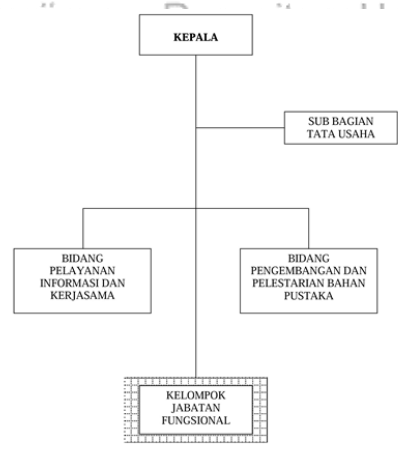 KEPALA
SUB BAGIAN
TATA USAHA
BIDANG
PELAYANAN
INFORMASI DAN
KERJASAMA
BIDANG
PENGEMBANGAN DAN
PELESTARIAN BAHAN
PUSTAKA
KELOMPOK
JABATAN
FUNGSIONAL